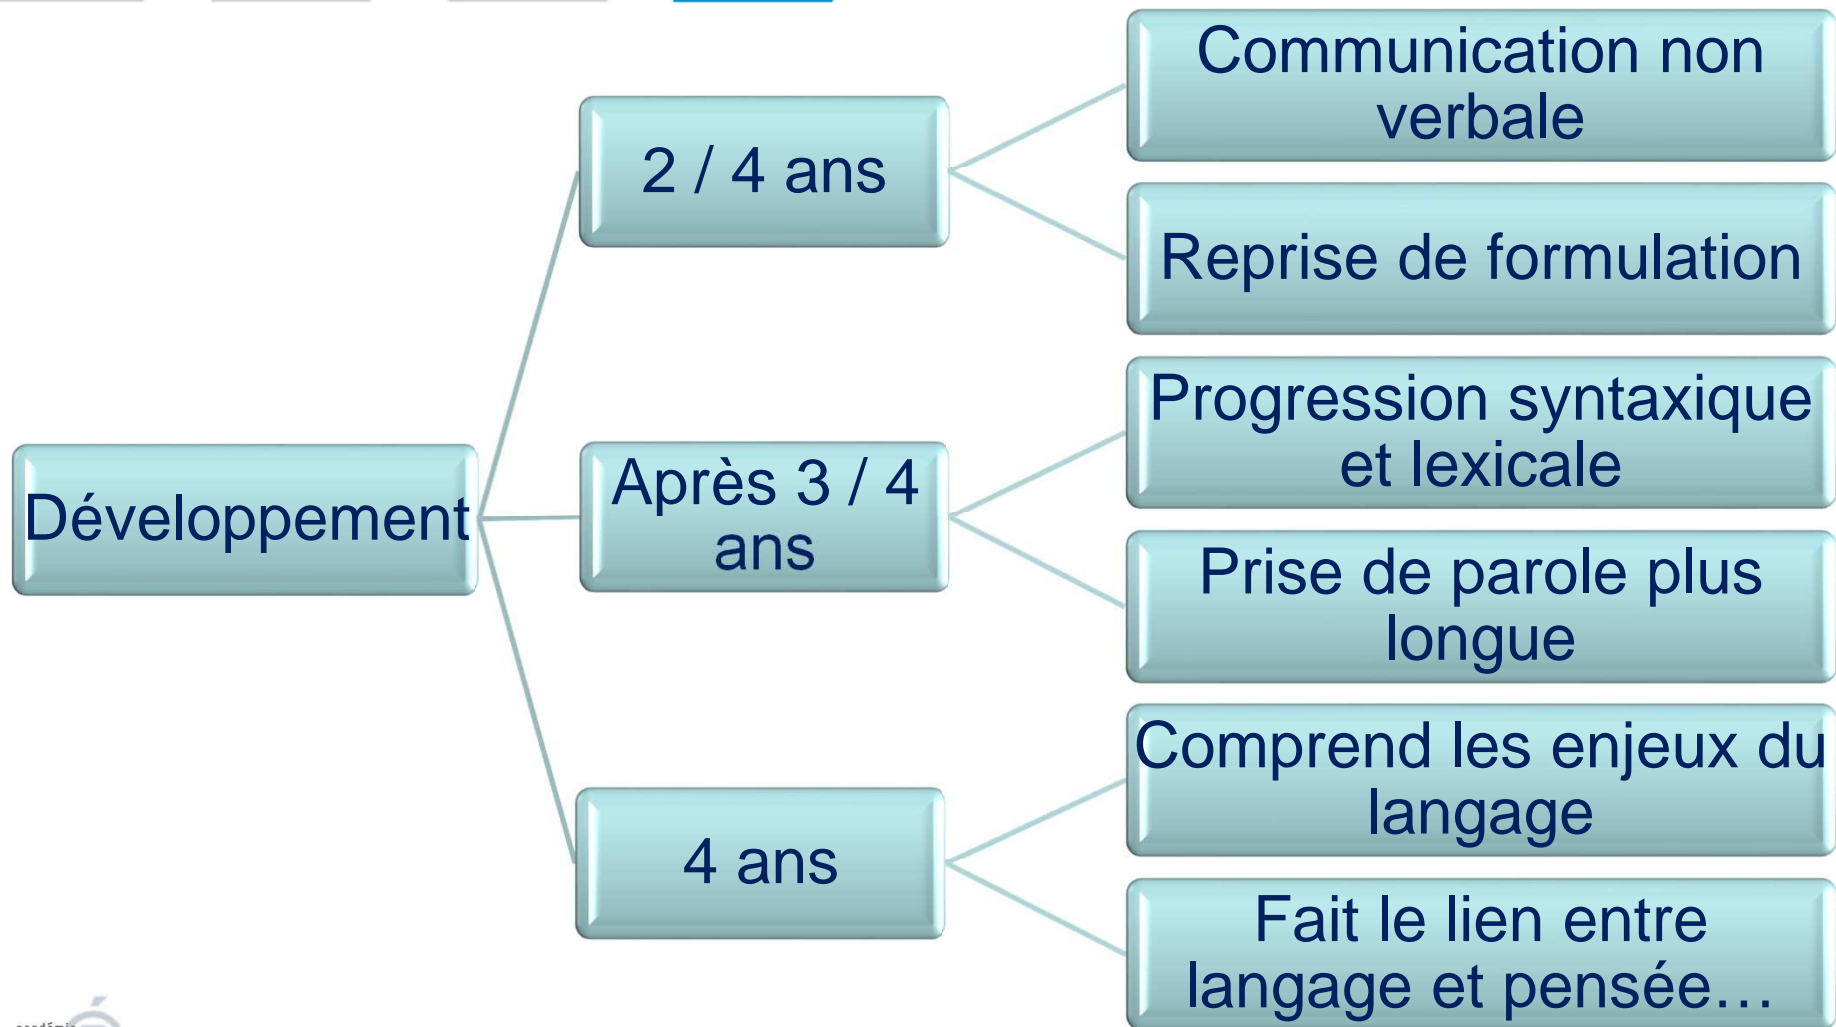 Développement
2 / 4 ans
Communication non
verbale
Reprise de formulation
Après 3 / 4
ans
Progression syntaxique
et lexicale
Prise de parole plus
longue
4 ans
Comprend les enjeux du
langage
Fait le lien entre
langage et pensée…